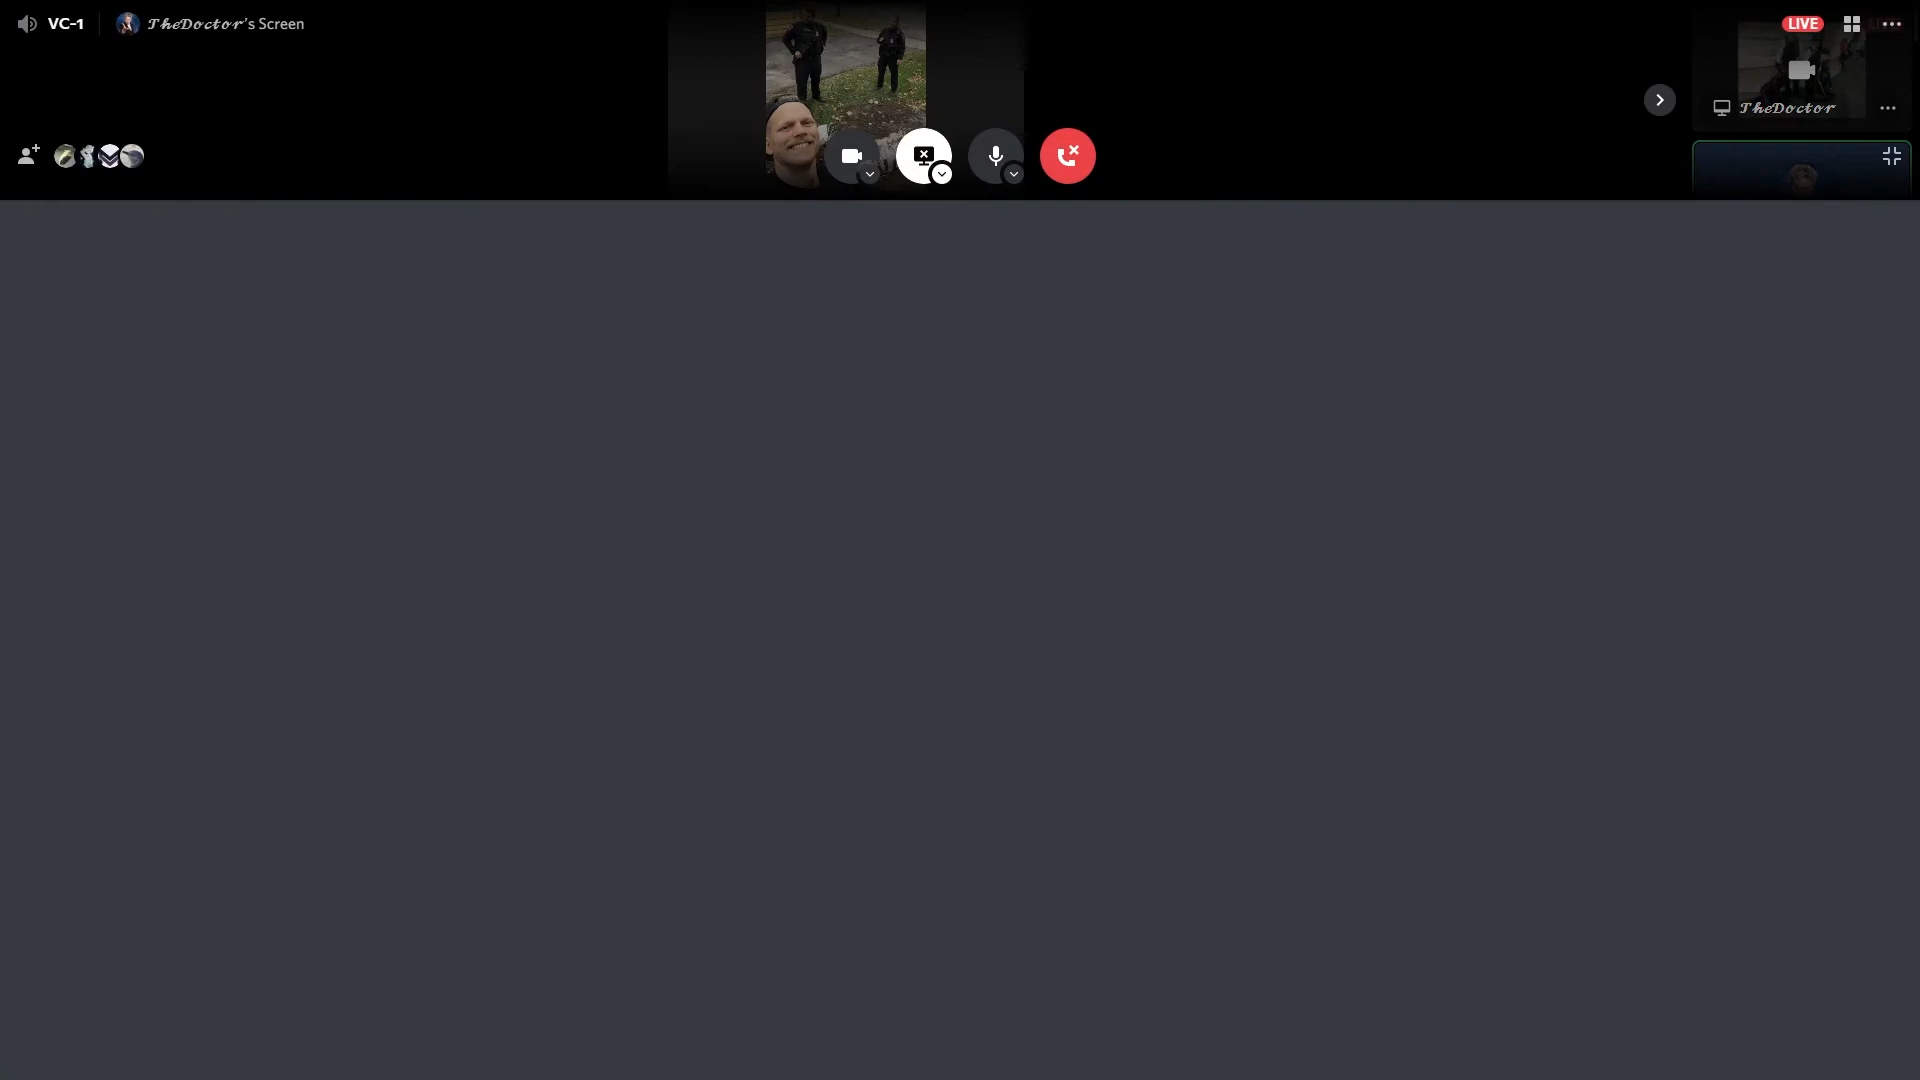 VC-1
𝓣𝓱𝓮𝓓𝓸𝓬𝓽𝓸𝓻's Screen
LIVE
𝓣𝓱𝓮𝓓𝓸𝓬𝓽𝓸𝓻